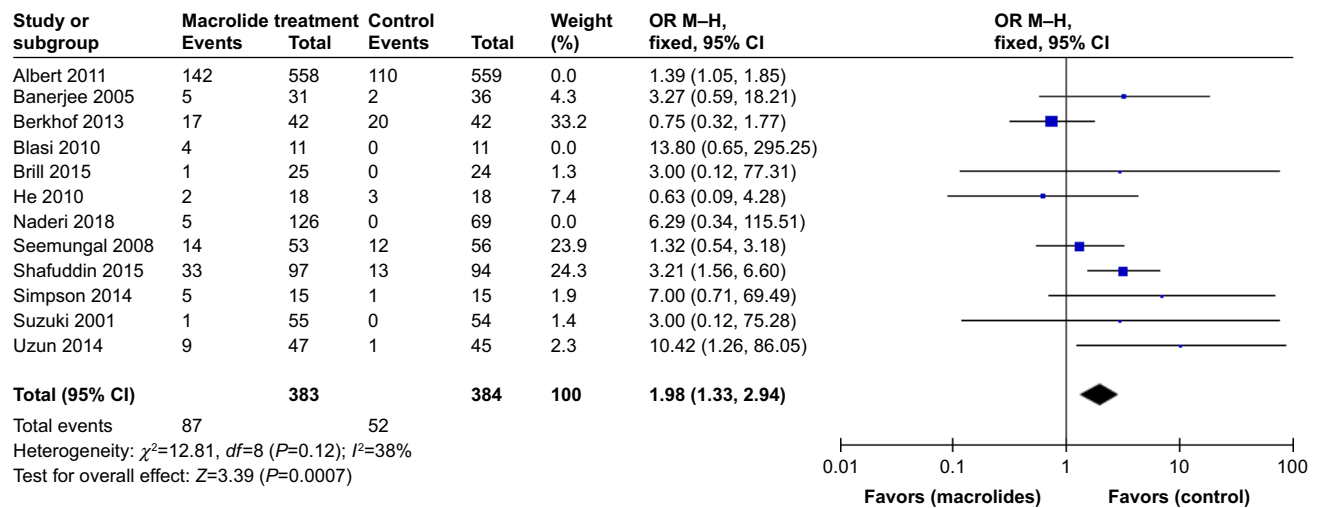 Study or Macrolide treatment Control Weight OR M–H, OR M–H,
subgroup Events Total Events Total (%) fixed, 95% CI fixed, 95% CI
Albert 2011 142 558 110 559 0.0 1.39 (1.05, 1.85)
Banerjee 2005 5 31 2 36 4.3 3.27 (0.59, 18.21)
Berkhof 2013 17 42 20 42 33.2 0.75 (0.32, 1.77)
Blasi 2010 4 11 0 11 0.0 13.80 (0.65, 295.25)
Brill 2015 1 25 0 24 1.3 3.00 (0.12, 77.31)
He 2010 2 18 3 18 7.4 0.63 (0.09, 4.28)
Naderi 2018 5 126 0 69 0.0 6.29 (0.34, 115.51)
Seemungal 2008 14 53 12 56 23.9 1.32 (0.54, 3.18)
Shafuddin 2015 33 97 13 94 24.3 3.21 (1.56, 6.60)
Simpson 2014 5 15 1 15 1.9 7.00 (0.71, 69.49)
Suzuki 2001 1 55 0 54 1.4 3.00 (0.12, 75.28)
Uzun 2014 9 47 1 45 2.3 10.42 (1.26, 86.05)
Total (95% CI) 383 384 100 1.98 (1.33, 2.94)
Total events 87 52
Heterogeneity: χ²=12.81, df=8 (P=0.12); I²=38%
Test for overall effect: Z=3.39 (P=0.0007)
0.01 0.1 1 10 100
Favors (macrolides) Favors (control)